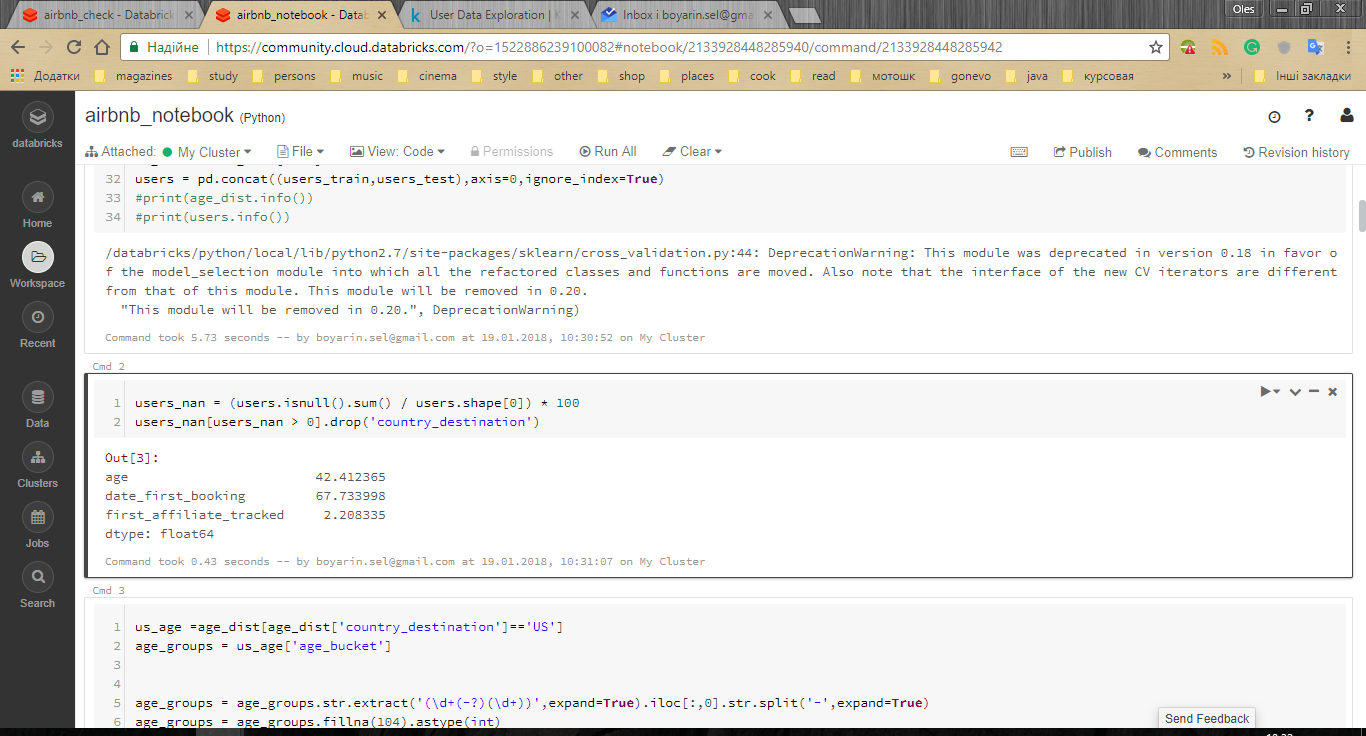 airbnb_check - Databrick
airbnb_notebook - Datab
User Data Exploration | K
Inbox і boyarin.sel@gma
Oles
Надійне
https://community.cloud.databricks.com/?o=1522886239100082#notebook/2133928448285940/command/2133928448285942
Додатки
magazines
study
persons
music
cinema
style
other
shop
places
cook
read
мотошк
gonevo
java
курсовая
»
Інші закладки
databricks
Home
Workspace
Recent
Data
Clusters
Jobs
Search
airbnb_notebook (Python)
Attached: My Cluster File View: Code Permissions Run All Clear Publish Comments Revision history
32 users = pd.concat((users_train,users_test),axis=0,ignore_index=True)
33 #print(age_dist.info())
34 #print(users.info())
/databricks/python/local/lib/python2.7/site-packages/sklearn/cross_validation.py:44: DeprecationWarning: This module was deprecated in version 0.18 in favor o
f the model_selection module into which all the refactored classes and functions are moved. Also note that the interface of the new CV iterators are different
from that of this module. This module will be removed in 0.20.
"This module will be removed in 0.20.", DeprecationWarning)
Command took 5.73 seconds -- by boyarin.sel@gmail.com at 19.01.2018, 10:30:52 on My Cluster
Cmd 2
1 users_nan = (users.isnull().sum() / users.shape[0]) * 100
2 users_nan[users_nan > 0].drop('country_destination')
Out[3]:
age 42.412365
date_first_booking 67.733998
first_affiliate_tracked 2.208335
dtype: float64
Command took 0.43 seconds -- by boyarin.sel@gmail.com at 19.01.2018, 10:31:07 on My Cluster
Cmd 3
1 us_age =age_dist[age_dist['country_destination']=='US']
2 age_groups = us_age['age_bucket']
3
4
5 age_groups = age_groups.str.extract('(\d+(-?)(\d+))',expand=True).iloc[:,0].str.split('-',expand=True)
6 age_groups = age_groups.fillna(104).astype(int)
Send Feedback